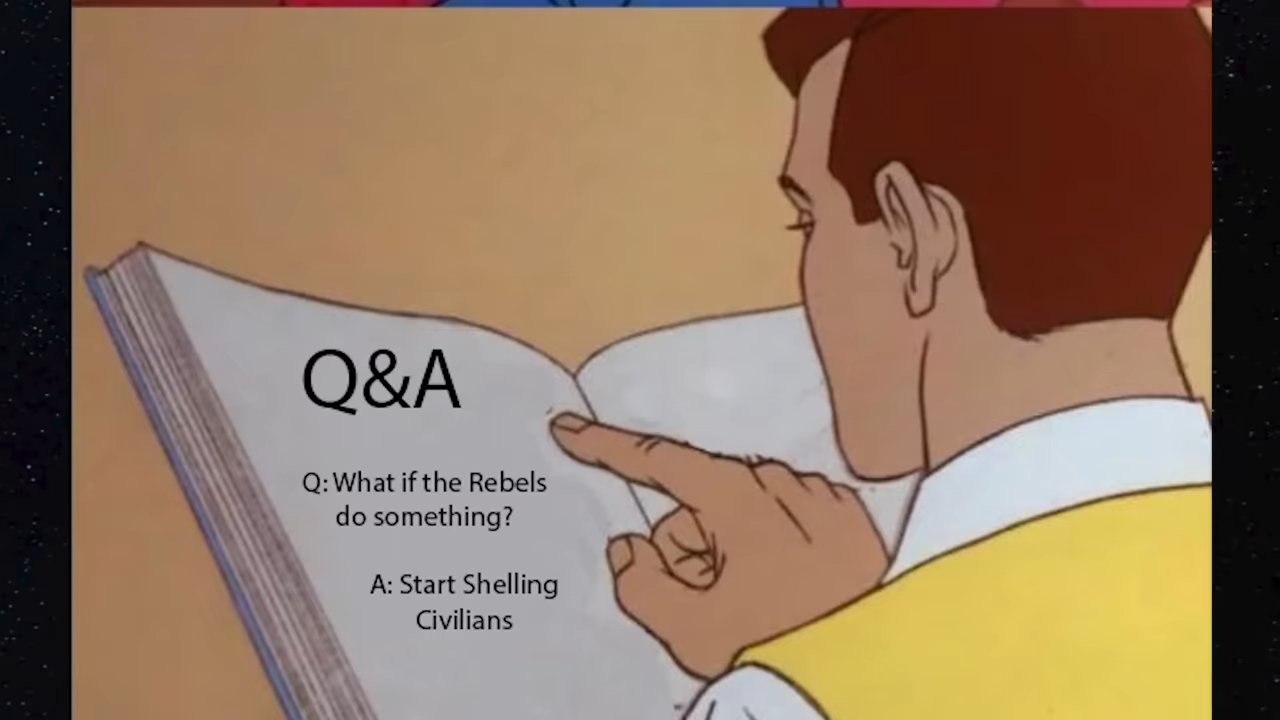 Q&A
Q: What if the Rebels
do something?
A: Start Shelling
Civilians